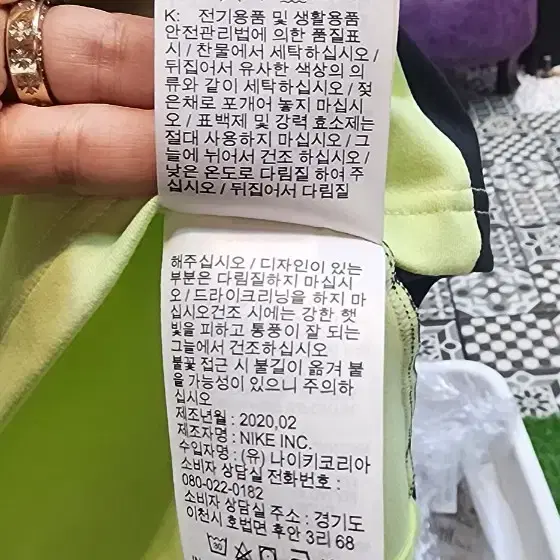 K: 전기용품 및 생활용품
안전관리법에 의한 품질표
시 / 찬물에서 세탁하십시오 /
뒤집어서 유사한 색상의 의
류와 같이 세탁하십시오 / 젖
은채로 포개어 놓지 마십시
오 / 표백제 및 강력 효소제는
절대 사용하지 마십시오 / 그
늘에 뉘어서 건조 하십시오 /
낮은 온도로 다림질 하여 주
십시오 / 뒤집어서 다림질
해주십시오 / 디자인이 있는
부분은 다림질하지 마십시
오 / 드라이크리닝을 하지 마
십시오건조 시에는 강한 햇
빛을 피하고 통풍이 잘 되는
그늘에서 건조하십시오
불꽃 접근 시 불길이 옮겨 붙
을 가능성이 있으니 주의하
십시오
제조년월 : 2020,02
제조자명 : NIKE INC.
수입자명 : (유) 나이키코리아
소비자 상담실 전화번호 :
080-022-0182
소비자 상담실 주소 : 경기도
이천시 호법면 후안 3리 68